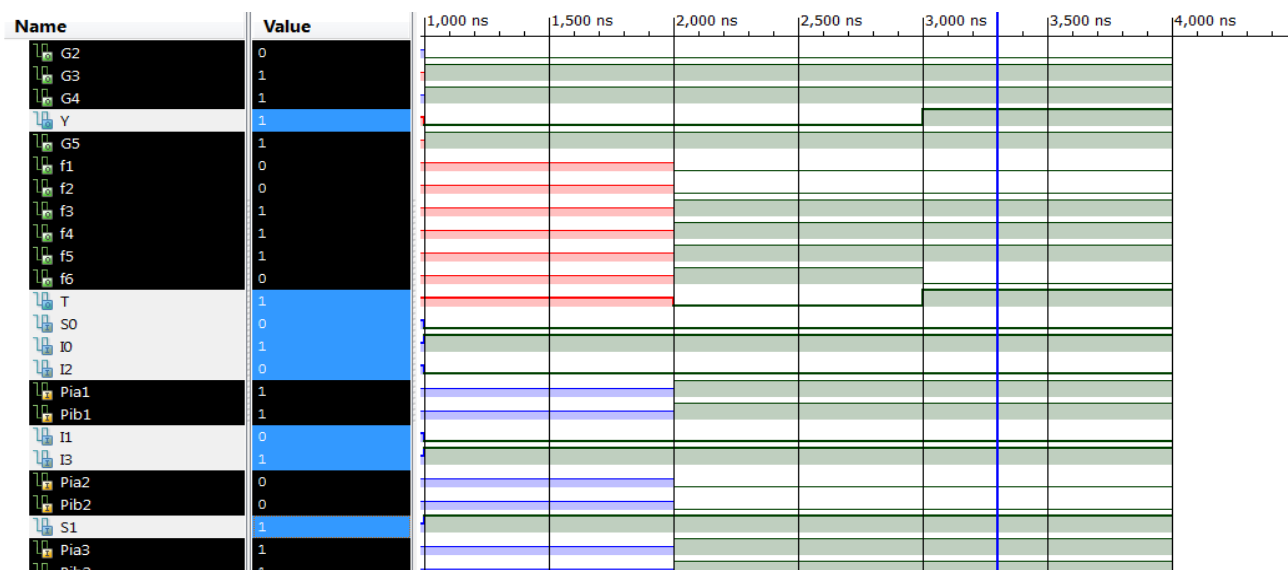 Name Value 1,000 ns 1,500 ns 2,000 ns 2,500 ns 3,000 ns 3,500 ns 4,000 ns
G2 0
G3 1
G4 1
Y 1
G5 1
f1 0
f2 0
f3 1
f4 1
f5 1
f6 0
T 1
S0 0
I0 1
I2 0
Pia1 1
Pib1 1
I1 0
I3 1
Pia2 0
Pib2 0
S1 1
Pia3 1